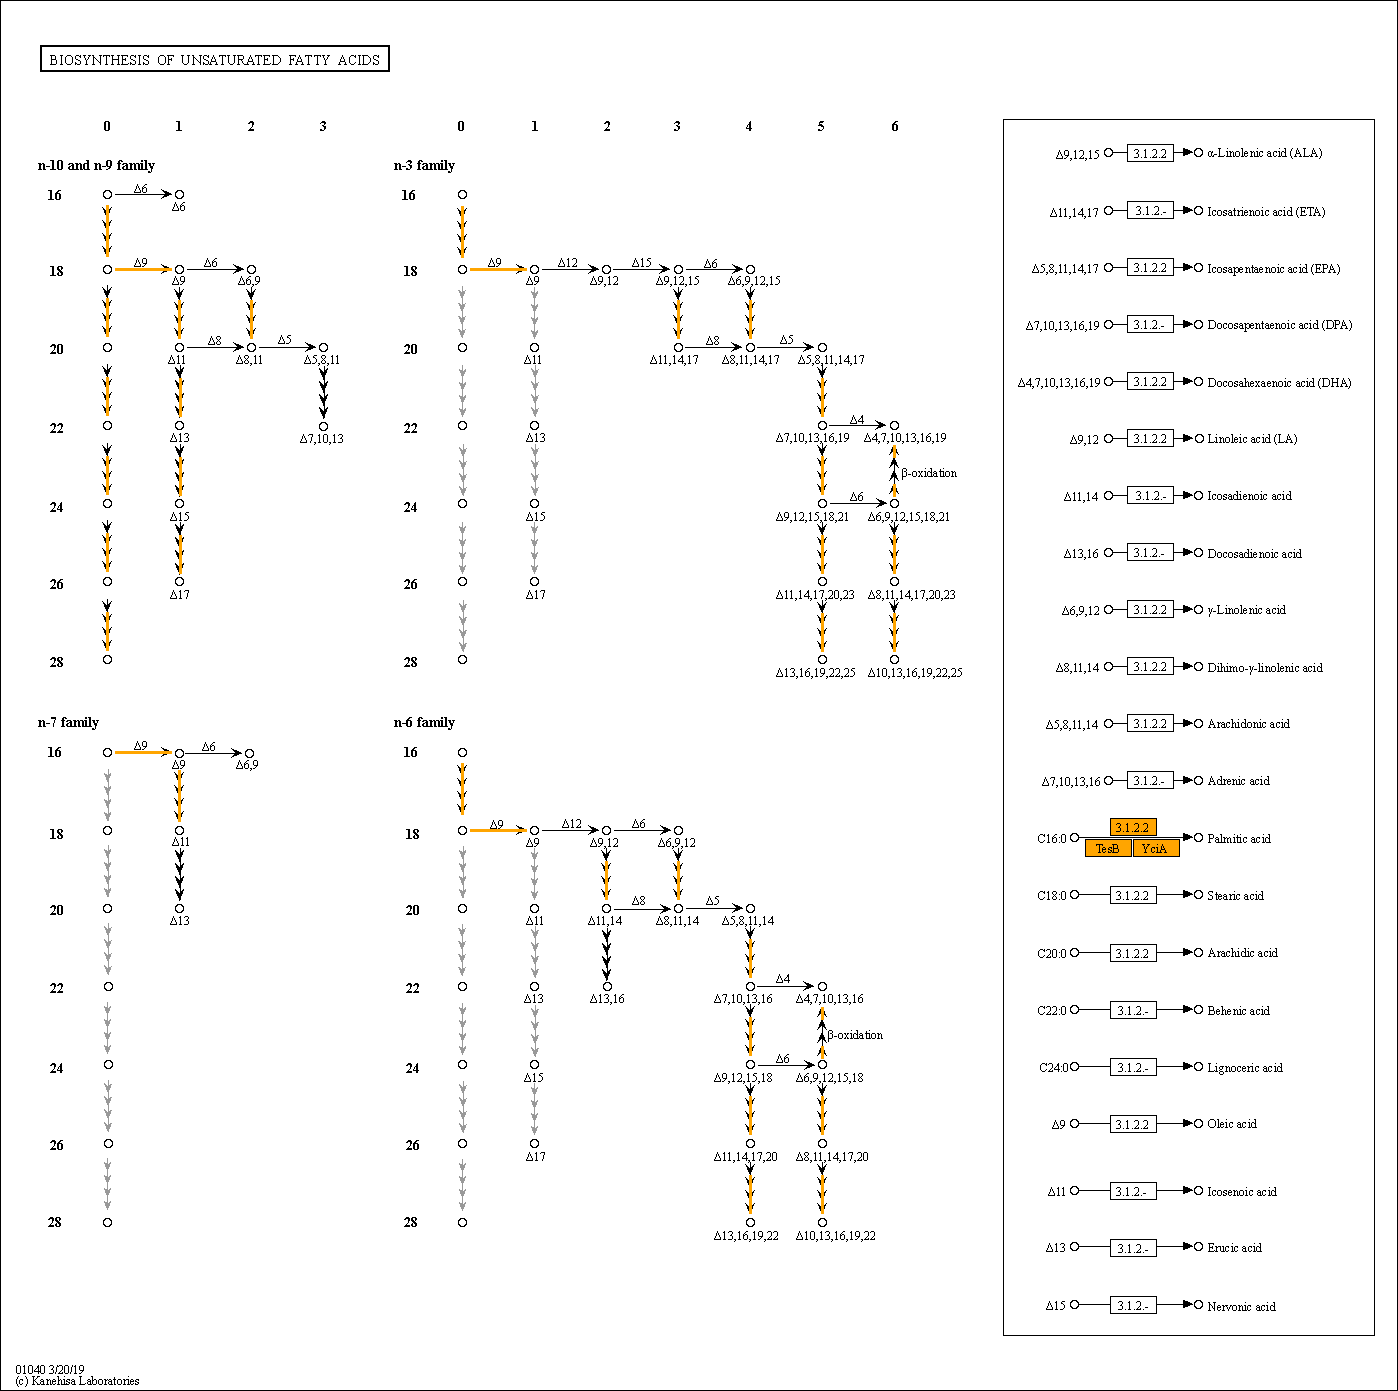 BIOSYNTHESIS OF UNSATURATED FATTY ACIDS
0 1 2 3
n-10 and n-9 family
16 Δ6
Δ6
18 Δ9 Δ6
Δ9 Δ6,9
20 Δ8 Δ5
Δ11 Δ8,11 Δ5,8,11
22
Δ13 Δ7,10,13
24
Δ15
26
Δ17
28
0 1 2 3 4 5 6
n-3 family
16
18 Δ9 Δ12 Δ15 Δ6
Δ9 Δ9,12 Δ9,12,15 Δ6,9,12,15
20 Δ8 Δ5
Δ11 Δ11,14,17 Δ8,11,14,17 Δ5,8,11,14,17
22 Δ4
Δ13 Δ7,10,13,16,19 Δ4,7,10,13,16,19
β-oxidation
24 Δ6
Δ15 Δ9,12,15,18,21 Δ6,9,12,15,18,21
26
Δ17 Δ11,14,17,20,23 Δ8,11,14,17,20,23
28
Δ13,16,19,22,25 Δ10,13,16,19,22,25
n-7 family
16 Δ9 Δ6
Δ9 Δ6,9
18
Δ11
20
Δ13
22
24
26
28
n-6 family
16
18 Δ9 Δ12 Δ6
Δ9 Δ9,12 Δ6,9,12
20 Δ8 Δ5
Δ11 Δ11,14 Δ8,11,14 Δ5,8,11,14
22 Δ4
Δ13 Δ13,16 Δ7,10,13,16 Δ4,7,10,13,16
β-oxidation
24 Δ6
Δ15 Δ9,12,15,18 Δ6,9,12,15,18
26
Δ17 Δ11,14,17,20 Δ8,11,14,17,20
28
Δ13,16,19,22 Δ10,13,16,19,22
Δ9,12,15 3.1.2.2 α-Linolenic acid (ALA)
Δ11,14,17 3.1.2.- Icosatrienoic acid (ETA)
Δ5,8,11,14,17 3.1.2.2 Icosapentaenoic acid (EPA)
Δ7,10,13,16,19 3.1.2.- Docosapentaenoic acid (DPA)
Δ4,7,10,13,16,19 3.1.2.2 Docosahexaenoic acid (DHA)
Δ9,12 3.1.2.2 Linoleic acid (LA)
Δ11,14 3.1.2.- Icosadienoic acid
Δ13,16 3.1.2.- Docosadienoic acid
Δ6,9,12 3.1.2.2 γ-Linolenic acid
Δ8,11,14 3.1.2.2 Dihimo-γ-linolenic acid
Δ5,8,11,14 3.1.2.2 Arachidonic acid
Δ7,10,13,16 3.1.2.- Adrenic acid
3.1.2.2
C16:0 Palmitic acid
TesB YciA
C18:0 3.1.2.2 Stearic acid
C20:0 3.1.2.2 Arachidic acid
C22:0 3.1.2.- Behenic acid
C24:0 3.1.2.- Lignoceric acid
Δ9 3.1.2.2 Oleic acid
Δ11 3.1.2.- Icosenoic acid
Δ13 3.1.2.- Erucic acid
Δ15 3.1.2.- Nervonic acid
01040 3/20/19
(c) Kanehisa Laboratories